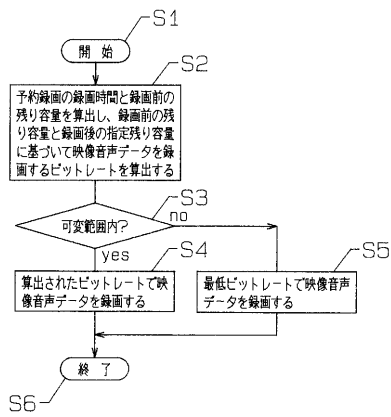 S1
開 始
S2
予約録画の録画時間と録画前の
残り容量を算出し、録画前の残
り容量と録画後の指定残り容量
に基づいて映像音声データを録
画するビットレートを算出する
S3
可変範囲内?
no
yes
S4
算出されたビットレートで映
像音声データを録画する
S5
最低ビットレートで映像音声
データを録画する
終 了
S6